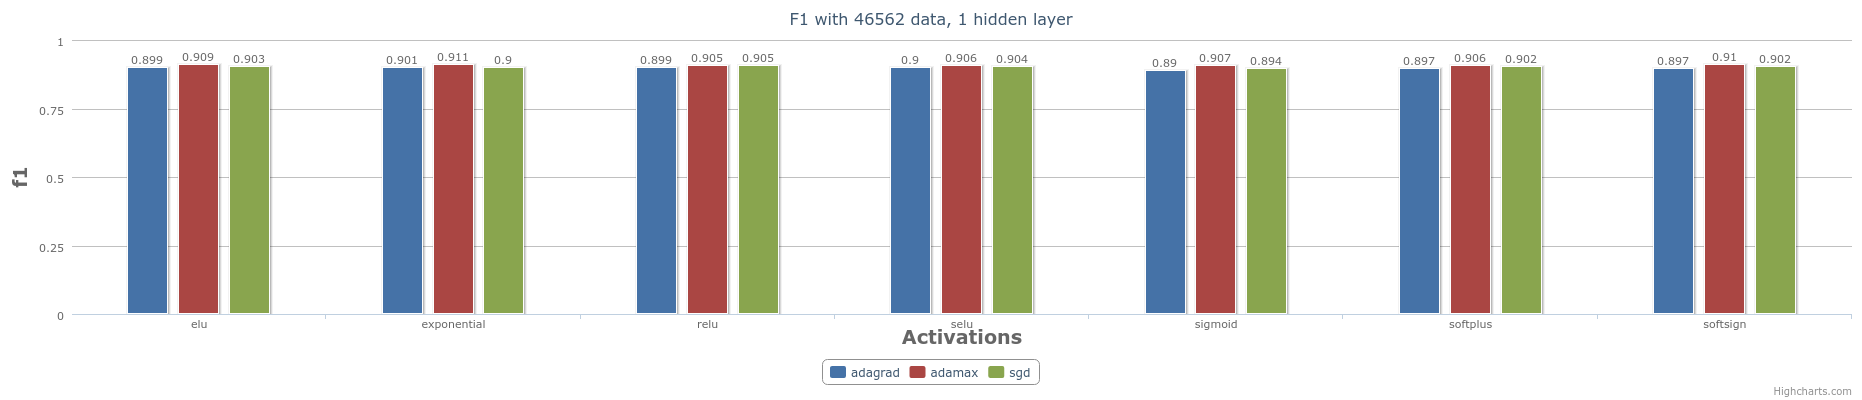 F1 with 46562 data, 1 hidden layer
1
0.75
0.5
0.25
0
f1
0.899 0.909 0.903
0.901 0.911 0.9
0.899 0.905 0.905
0.9 0.906 0.904
0.89 0.907 0.894
0.897 0.906 0.902
0.897 0.91 0.902
elu exponential relu selu sigmoid softplus softsign
Activations
adagrad adamax sgd
Highcharts.com